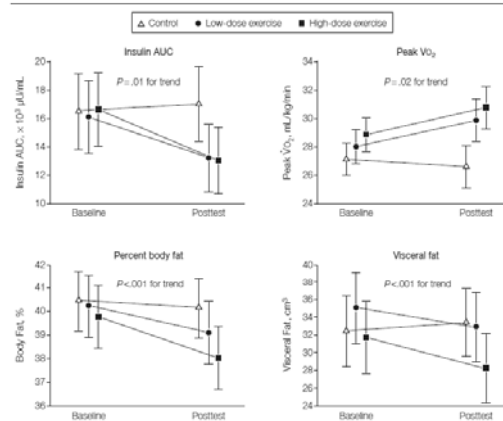 Control Low-dose exercise High-dose exercise
Insulin AUC
P=.01 for trend
Insulin AUC, × 10³ μU/mL
20
18
16
14
12
10
Baseline Posttest
Peak V̇O₂
P=.02 for trend
Peak V̇O₂, mL/kg/min
34
32
30
28
26
24
Baseline Posttest
Percent body fat
P<.001 for trend
Body Fat, %
42
41
40
39
38
36
Baseline Posttest
Visceral fat
P<.001 for trend
Visceral Fat, cm³
42
40
38
36
34
32
30
28
26
24
Baseline Posttest